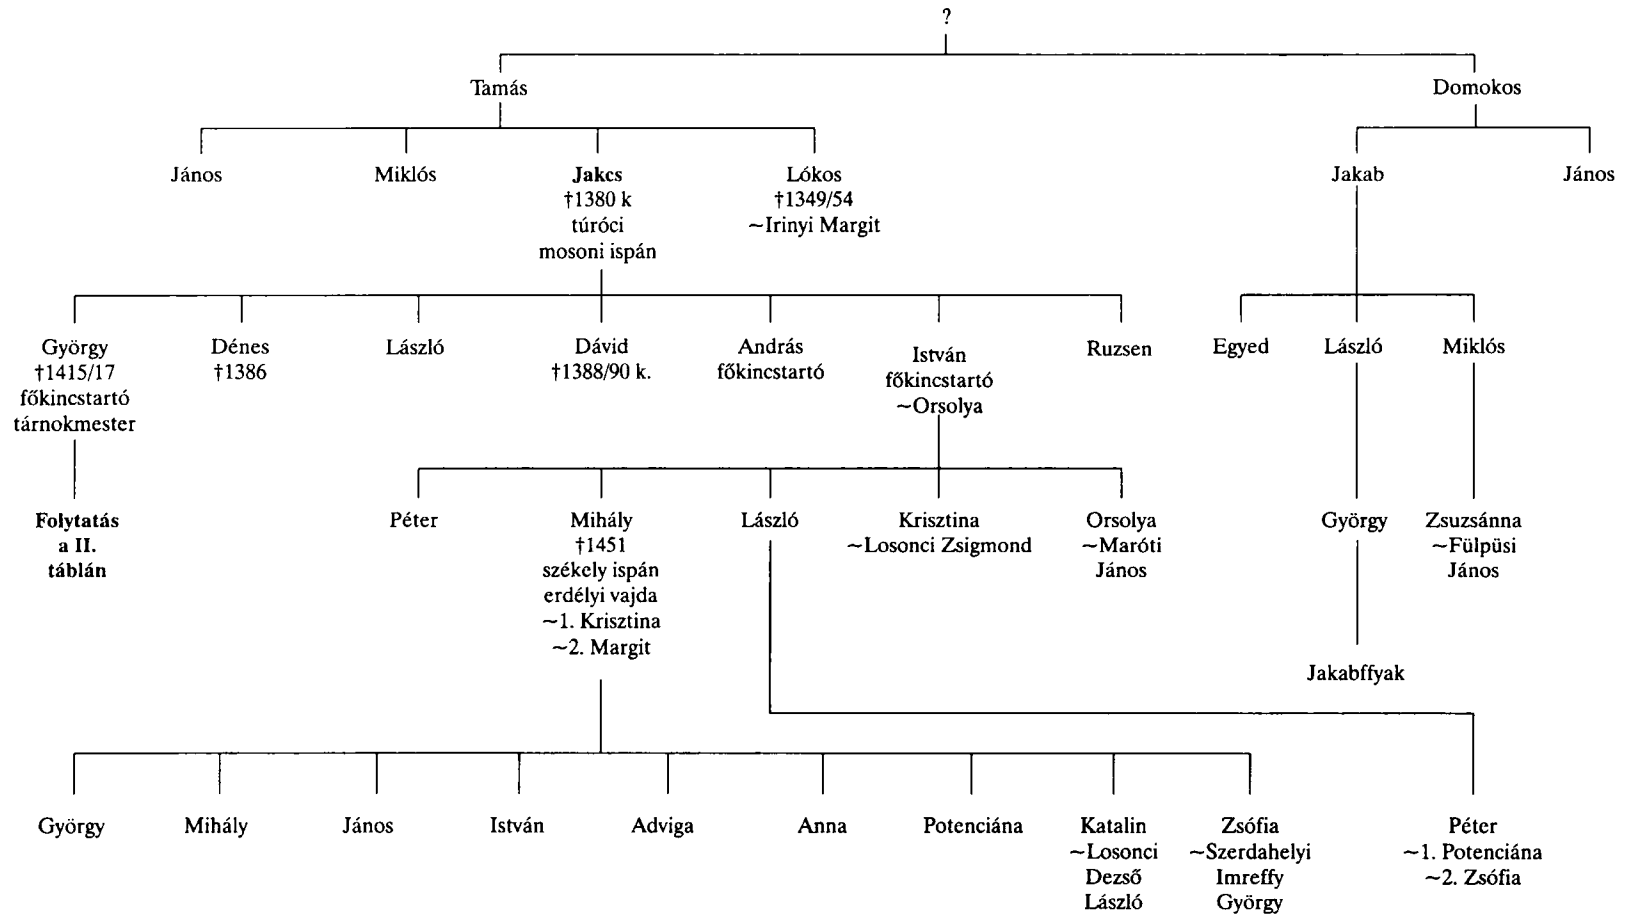 ?
Tamás
Domokos
János
Miklós
Jakcs
†1380 k
túróci
mosoni ispán
Lókos
†1349/54
~Irinyi Margit
Jakab
János
György
†1415/17
főkincstartó
tárnokmester
Dénes
†1386
László
Dávid
†1388/90 k.
András
főkincstartó
István
főkincstartó
~Orsolya
Ruzsen
Egyed
László
Miklós
Folytatás
a II.
táblán
Péter
Mihály
†1451
székely ispán
erdélyi vajda
~1. Krisztina
~2. Margit
László
Krisztina
~Losonci Zsigmond
Orsolya
~Maróti
János
György
Zsuzsánna
~Fülpüsi
János
Jakabffyak
György
Mihály
János
István
Adviga
Anna
Potenciána
Katalin
~Losonci
Dezső
László
Zsófia
~Szerdahelyi
Imreffy
György
Péter
~1. Potenciána
~2. Zsófia